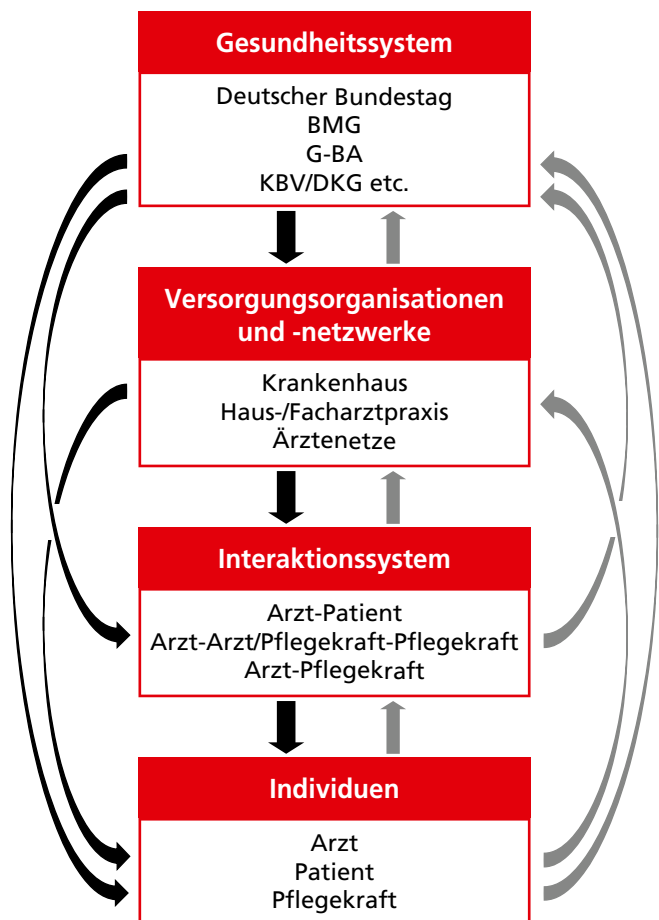 Gesundheitssystem
Deutscher Bundestag
BMG
G-BA
KBV/DKG etc.
Versorgungsorganisationen
und -netzwerke
Krankenhaus
Haus-/Facharztpraxis
Ärztenetze
Interaktionssystem
Arzt-Patient
Arzt-Arzt/Pflegekraft-Pflegekraft
Arzt-Pflegekraft
Individuen
Arzt
Patient
Pflegekraft